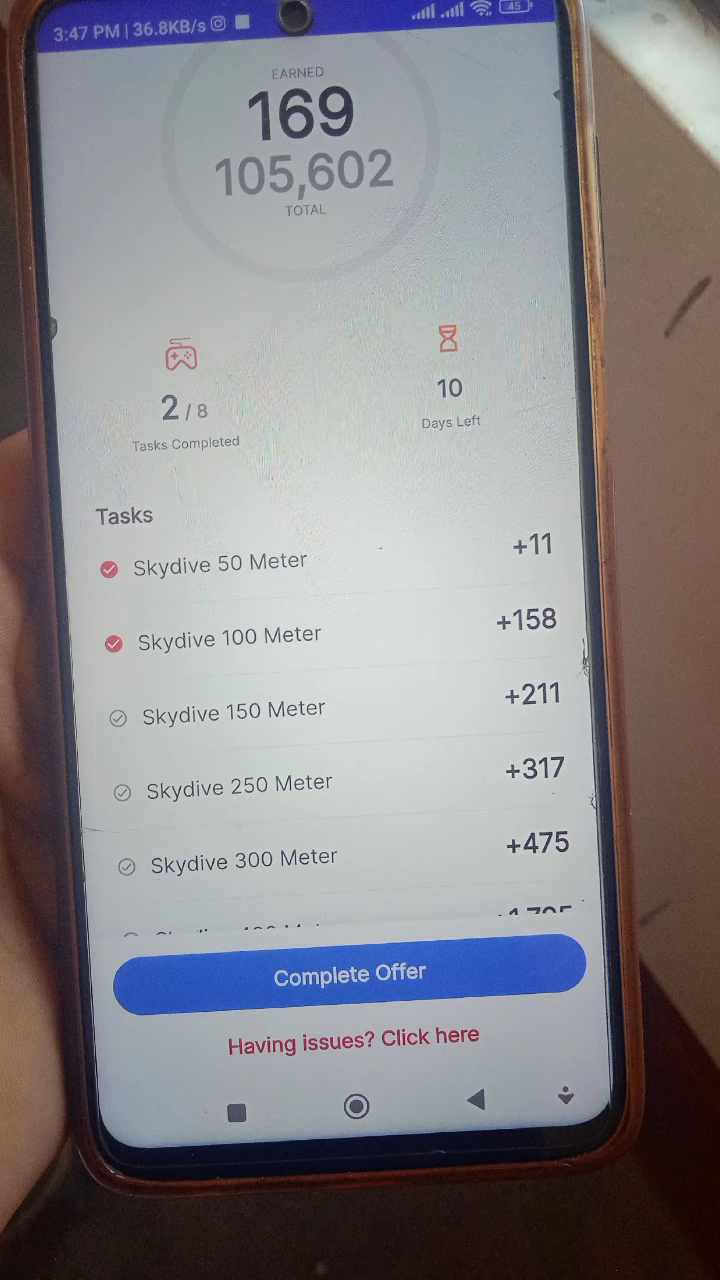 3:47 PM | 36.8KB/s
45
EARNED
169
105,602
TOTAL
2 / 8
Tasks Completed
10
Days Left
Tasks
Skydive 50 Meter +11
Skydive 100 Meter +158
Skydive 150 Meter +211
Skydive 250 Meter +317
Skydive 300 Meter +475
Complete Offer
Having issues? Click here